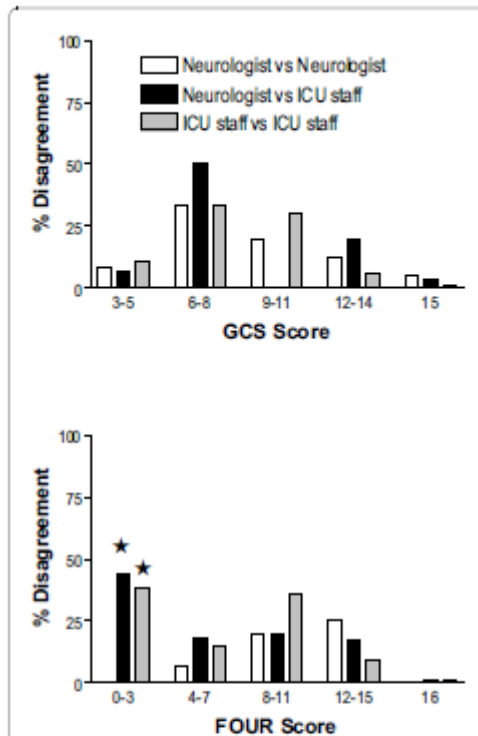 100
Neurologist vs Neurologist
Neurologist vs ICU staff
ICU staff vs ICU staff
75
50
25
0
% Disagreement
3-5 6-8 9-11 12-14 15
GCS Score
100
75
50
25
0
% Disagreement
0-3 4-7 8-11 12-15 16
FOUR Score